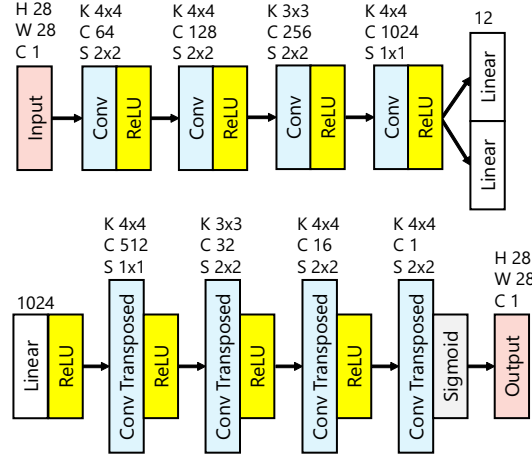 H 28
W 28
C 1
Input
K 4x4
C 64
S 2x2
Conv
ReLU
K 4x4
C 128
S 2x2
Conv
ReLU
K 3x3
C 256
S 2x2
Conv
ReLU
K 4x4
C 1024
S 1x1
Conv
ReLU
12
Linear
Linear
1024
Linear
ReLU
K 4x4
C 512
S 1x1
Conv Transposed
ReLU
K 3x3
C 32
S 2x2
Conv Transposed
ReLU
K 4x4
C 16
S 2x2
Conv Transposed
ReLU
K 4x4
C 1
S 2x2
Conv Transposed
Sigmoid
H 28
W 28
C 1
Output